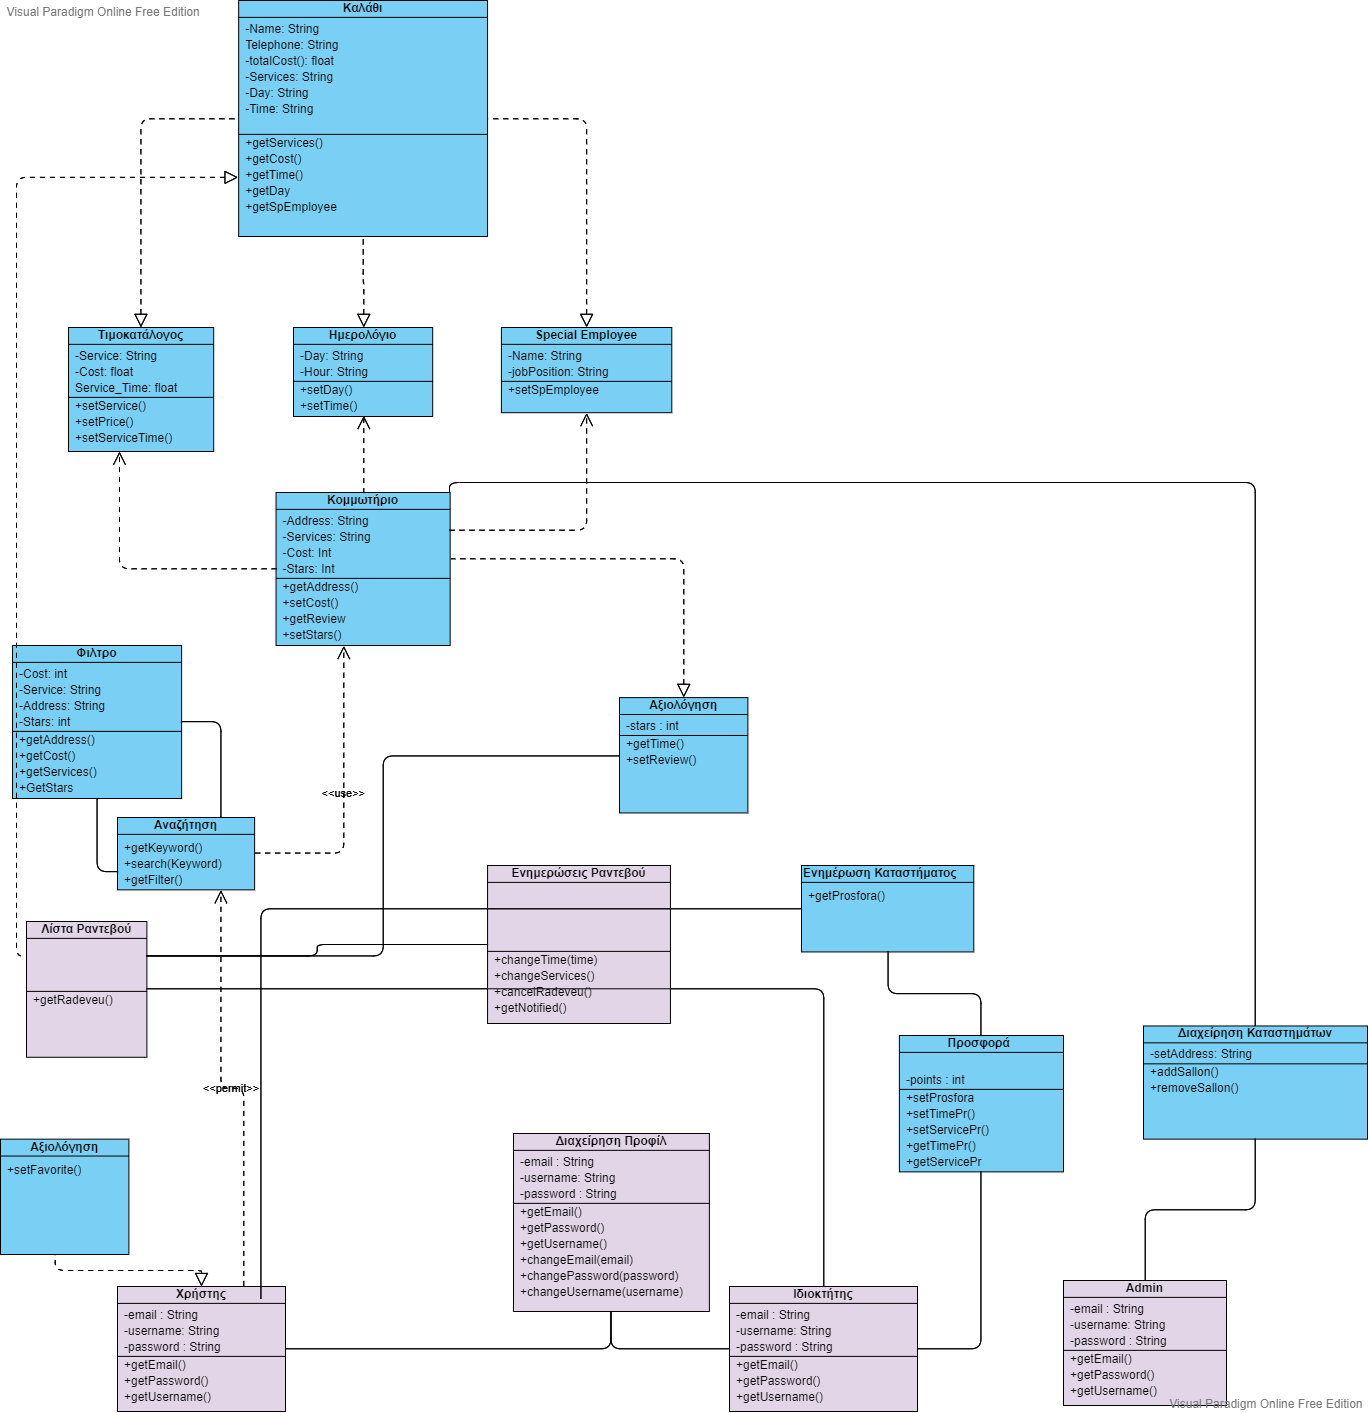 Visual Paradigm Online Free Edition
Καλάθι
-Name: String
Telephone: String
-totalCost(): float
-Services: String
-Day: String
-Time: String
+getServices()
+getCost()
+getTime()
+getDay
+getSpEmployee
Τιμοκατάλογος
-Service: String
-Cost: float
Service_Time: float
+setService()
+setPrice()
+setServiceTime()
Ημερολόγιο
-Day: String
-Hour: String
+setDay()
+setTime()
Special Employee
-Name: String
-jobPosition: String
+setSpEmployee
Κομμωτήριο
-Address: String
-Services: String
-Cost: Int
-Stars: Int
+getAddress()
+setCost()
+getReview
+setStars()
Φιλτρο
-Cost: int
-Service: String
-Address: String
-Stars: int
+getAddress()
+getCost()
+getServices()
+GetStars
Αξιολόγηση
-stars : int
+getTime()
+setReview()
<<use>>
Αναζήτηση
+getKeyword()
+search(Keyword)
+getFilter()
Ενημερώσεις Ραντεβού
+changeTime(time)
+changeServices()
+cancelRadeveu()
+getNotified()
Ενημέρωση Καταστήματος
+getProsfora()
Λίστα Ραντεβού
+getRadeveu()
<<permit>>
Προσφορά
-points : int
+setProsfora
+setTimePr()
+setServicePr()
+getTimePr()
+getServicePr
Διαχείρηση Καταστημάτων
-setAddress: String
+addSallon()
+removeSallon()
Αξιολόγηση
+setFavorite()
Διαχείρηση Προφίλ
-email : String
-username: String
-password : String
+getEmail()
+getPassword()
+getUsername()
+changeEmail(email)
+changePassword(password)
+changeUsername(username)
Χρήστης
-email : String
-username: String
-password : String
+getEmail()
+getPassword()
+getUsername()
Ιδιοκτήτης
-email : String
-username: String
-password : String
+getEmail()
+getPassword()
+getUsername()
Admin
-email : String
-username: String
-password : String
+getEmail()
+getPassword()
+getUsername()
Visual Paradigm Online Free Edition